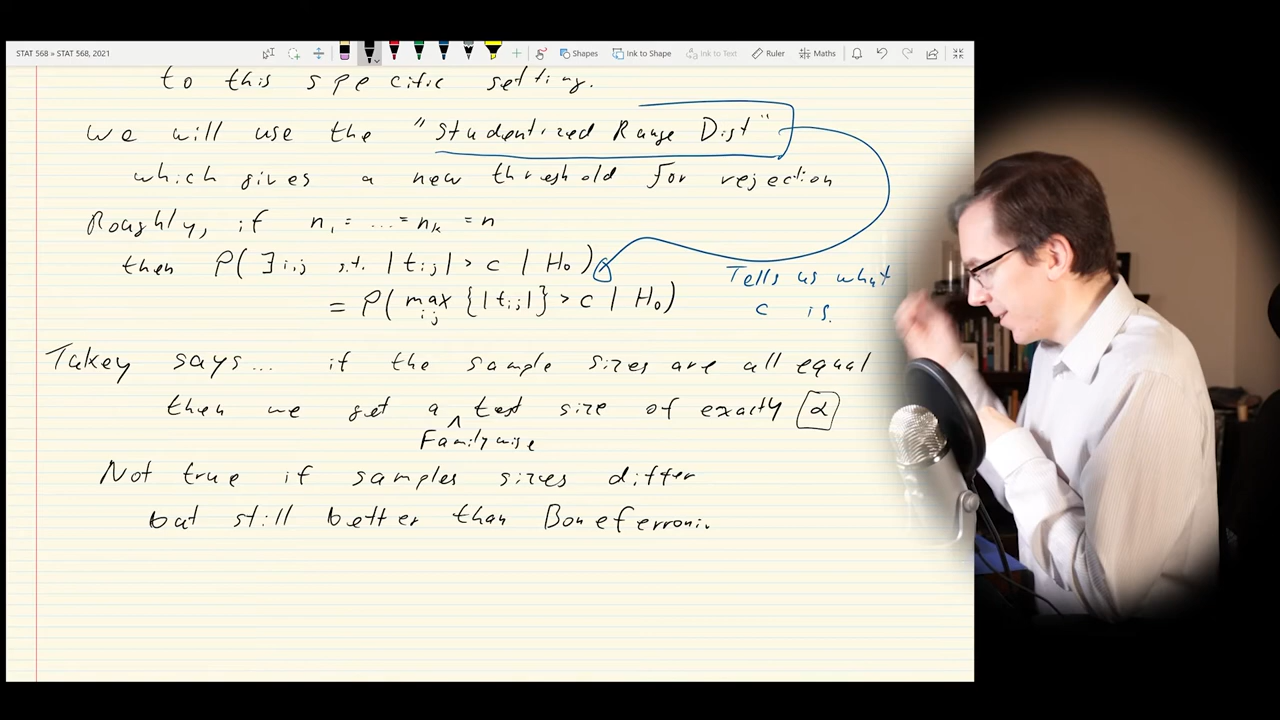 STAT 568 » STAT 568, 2021
Shapes Ink to Shape Ink to Text Ruler Maths
to this specific setting.
We will use the "Studentized Range Dist"
which gives a new threshold for rejection
Roughly, if n₁ = ... = nₖ = n
then P( ∃ i,j s.t. |tᵢⱼ| > c | H₀ )
= P( max {|tᵢⱼ|} > c | H₀ )
ij
Tells us what
c is.
Tukey says... if the sample sizes are all equal
then we get a ^ test size of exactly α
Familywise
Not true if samples sizes differ
but still better than Boneferroni.